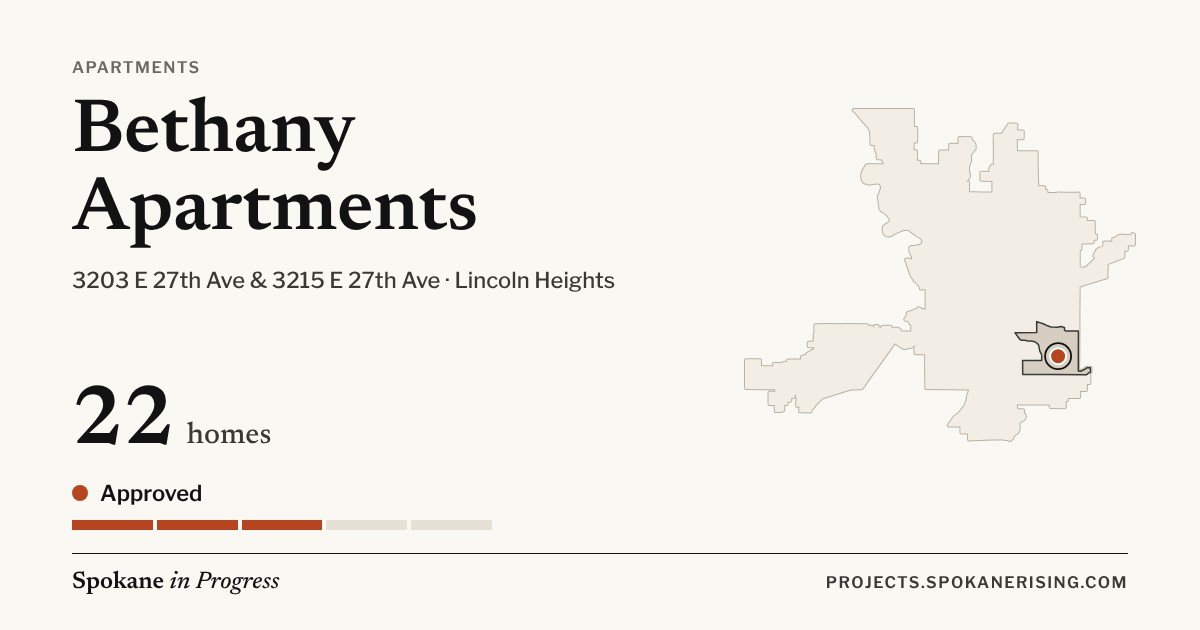 APARTMENTS
Bethany
Apartments
3203 E 27th Ave & 3215 E 27th Ave · Lincoln Heights
22 homes
Approved
Spokane in Progress
PROJECTS.SPOKANERISING.COM